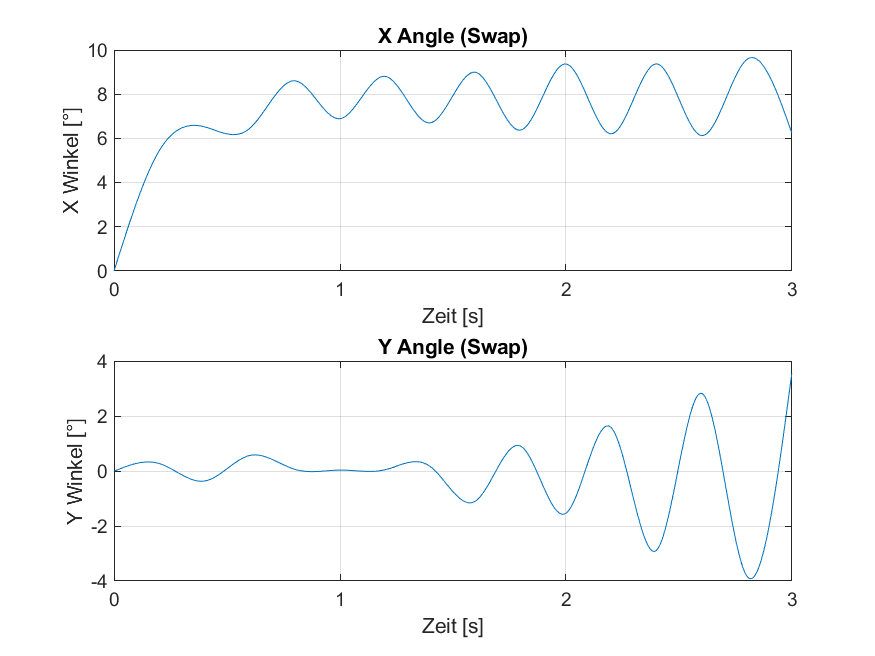 X Angle (Swap)
10
8
6
4
2
0
X Winkel [°]
0 1 2 3
Zeit [s]
Y Angle (Swap)
4
2
0
-2
-4
Y Winkel [°]
0 1 2 3
Zeit [s]